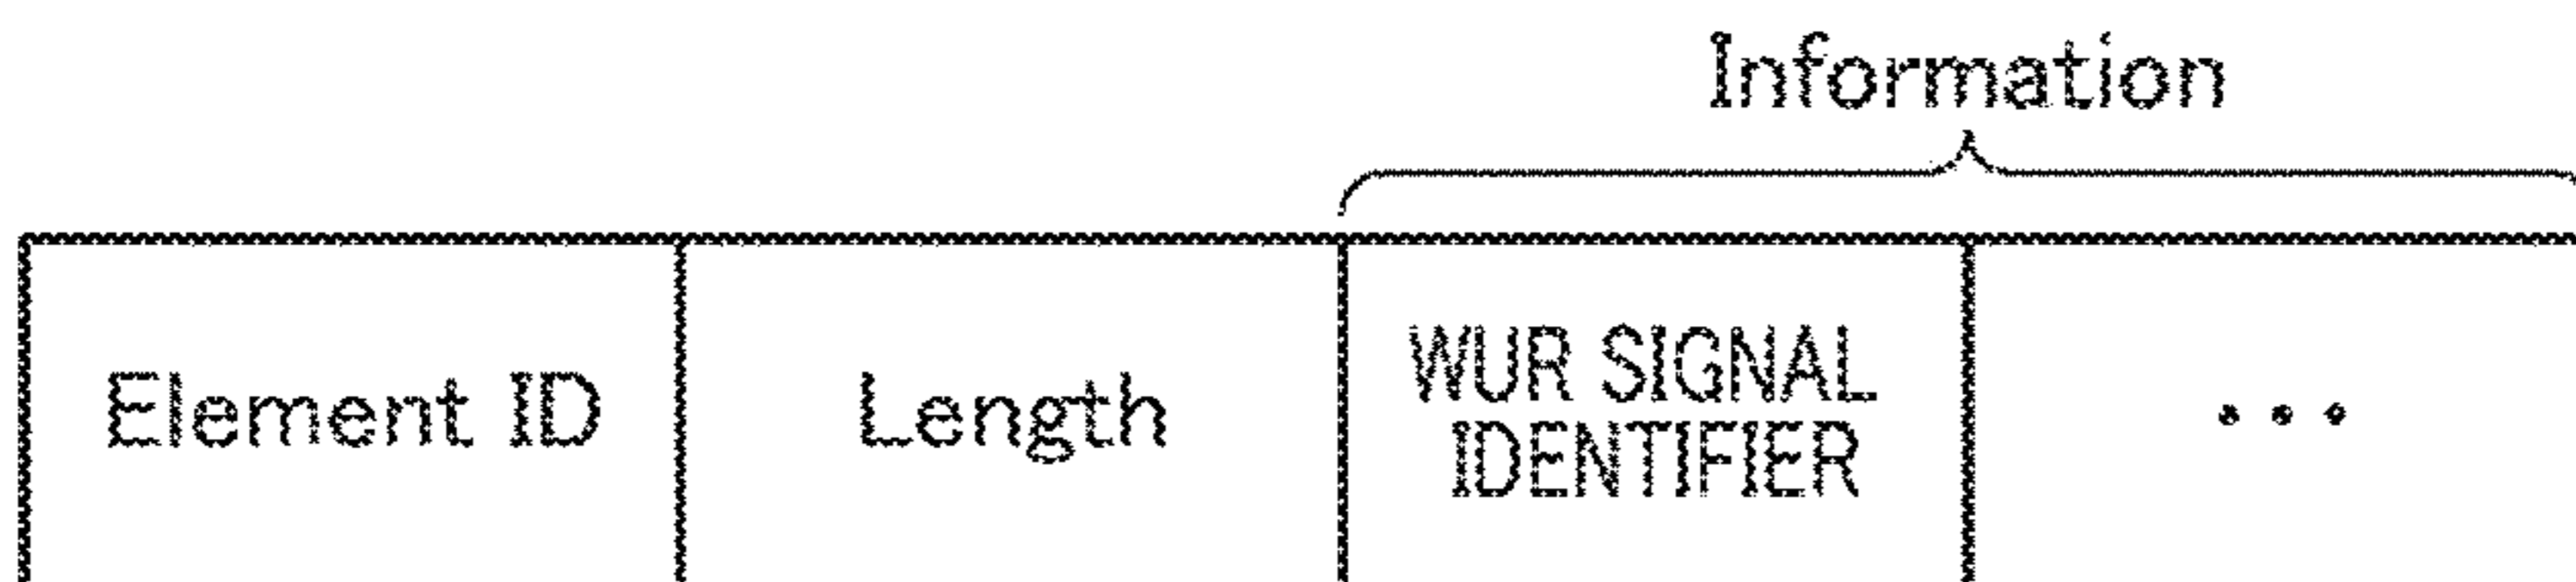 Information
Element ID
Length
WUR SIGNAL
IDENTIFIER
...